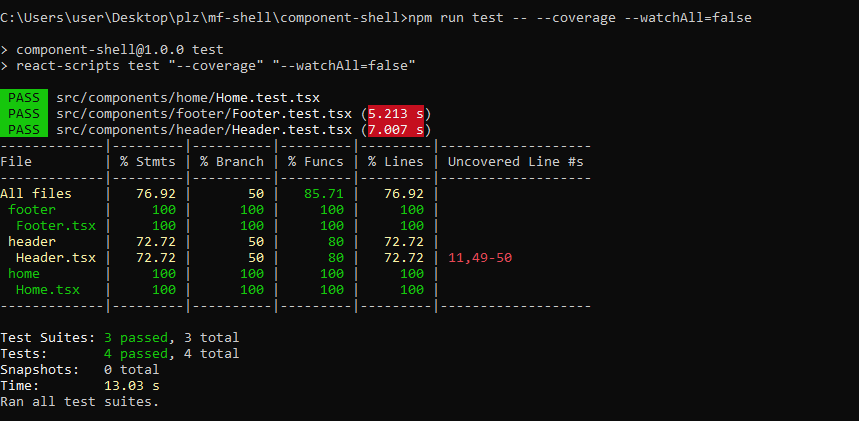 C:\Users\user\Desktop\plz\mf-shell\component-shell>npm run test -- --coverage --watchAll=false
> component-shell@1.0.0 test
> react-scripts test "--coverage" "--watchAll=false"
PASS src/components/home/Home.test.tsx
PASS src/components/footer/Footer.test.tsx (5.213 s)
PASS src/components/header/Header.test.tsx (7.007 s)
-------------|---------|----------|---------|---------|-------------------
File         | % Stmts | % Branch | % Funcs | % Lines | Uncovered Line #s
-------------|---------|----------|---------|---------|-------------------
All files    |   76.92 |       50 |   85.71 |   76.92 |
 footer      |     100 |      100 |     100 |     100 |
  Footer.tsx |     100 |      100 |     100 |     100 |
 header      |   72.72 |       50 |      80 |   72.72 |
  Header.tsx |   72.72 |       50 |      80 |   72.72 | 11,49-50
 home        |     100 |      100 |     100 |     100 |
  Home.tsx   |     100 |      100 |     100 |     100 |
-------------|---------|----------|---------|---------|-------------------
Test Suites: 3 passed, 3 total
Tests:       4 passed, 4 total
Snapshots:   0 total
Time:        13.03 s
Ran all test suites.